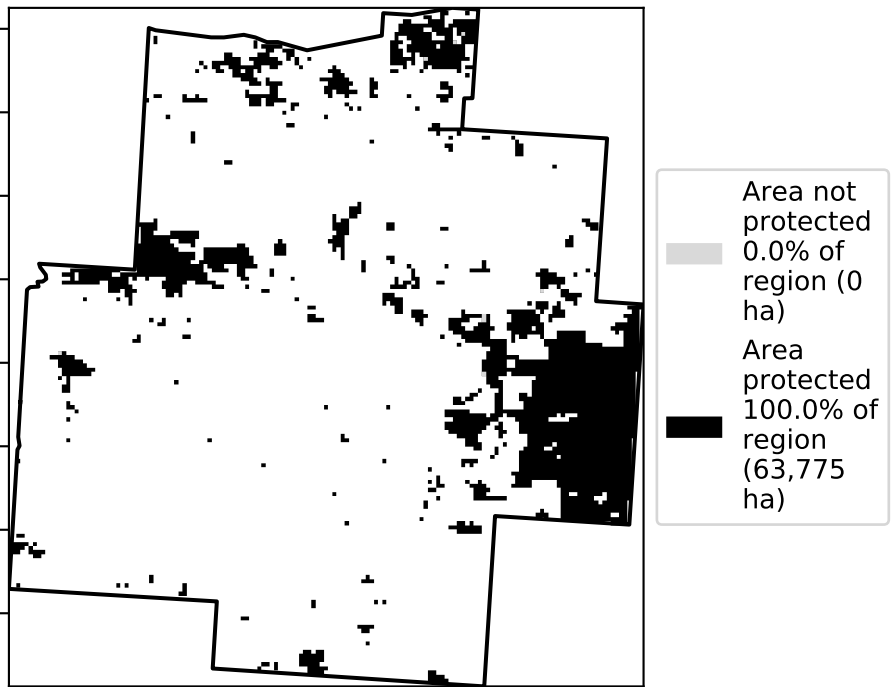 Area not
protected
0.0% of
region (0
ha)
Area
protected
100.0% of
region
(63,775
ha)